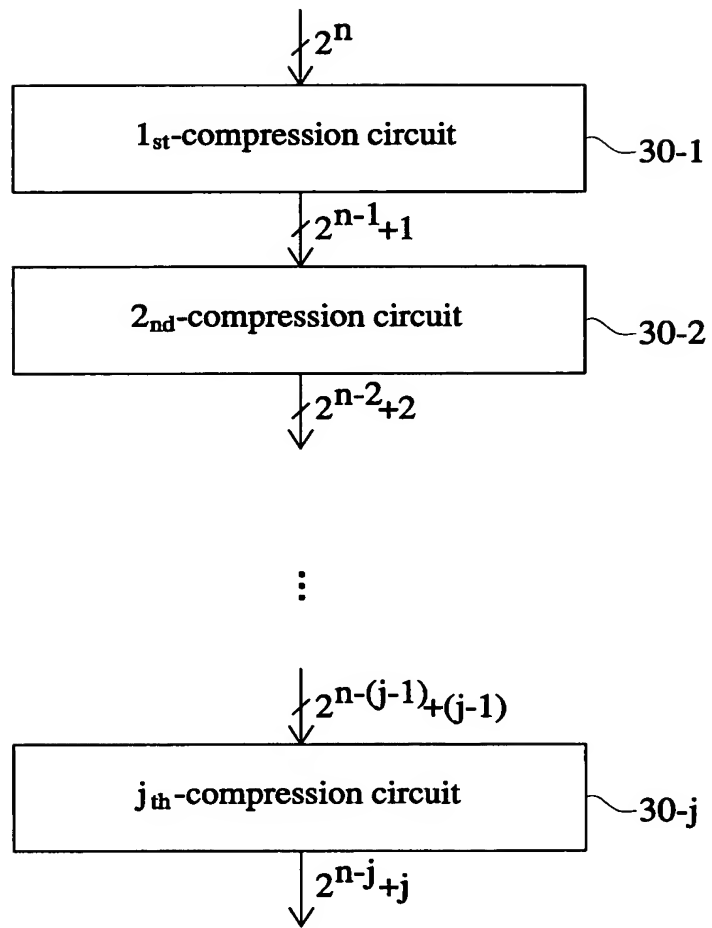 2^n
1st-compression circuit
30-1
2^n-1+1
2nd-compression circuit
30-2
2^n-2+2
⋮
2^n-(j-1)+(j-1)
jth-compression circuit
30-j
2^n-j+j